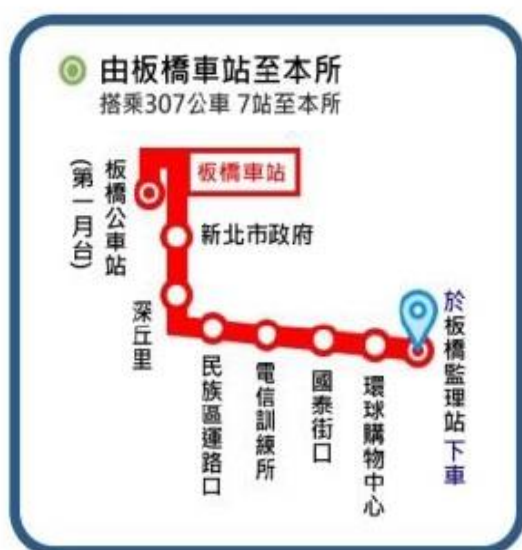 由板橋車站至本所
搭乘307公車 7站至本所
板橋車站
板橋公車站
(第一月台)
新北市政府
深丘里
民族區運路口
電信訓練所
國泰街口
環球購物中心
於板橋監理站下車